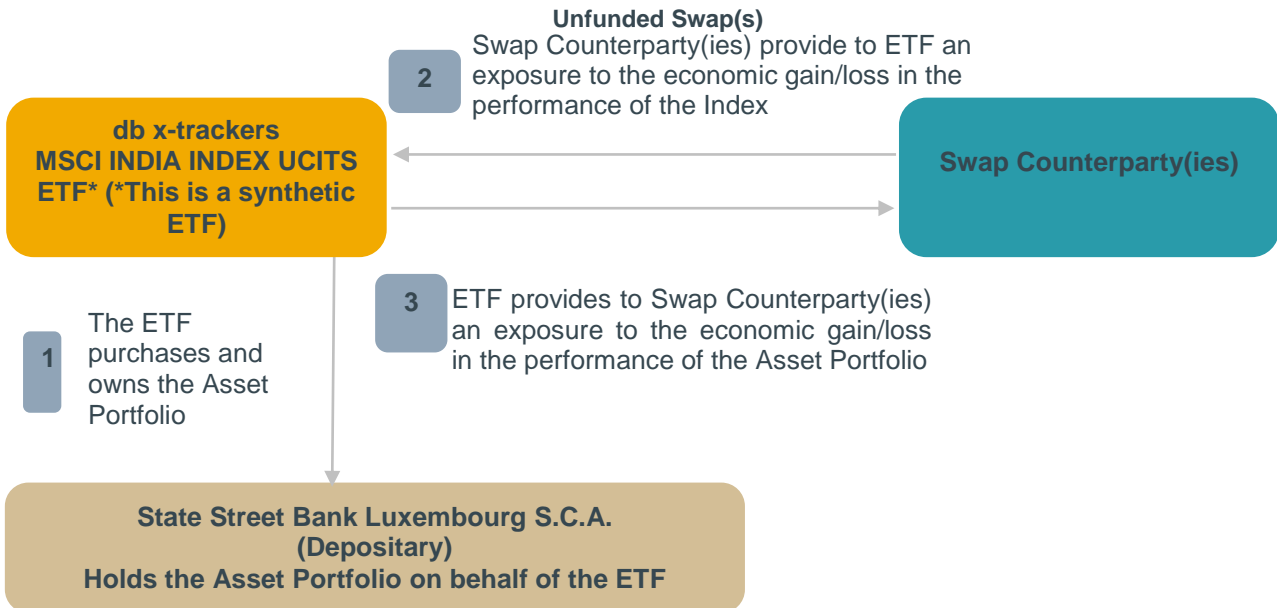 Unfunded Swap(s)
2
Swap Counterparty(ies) provide to ETF an
exposure to the economic gain/loss in the
performance of the Index
db x-trackers
MSCI INDIA INDEX UCITS
ETF* (*This is a synthetic
ETF)
Swap Counterparty(ies)
3
ETF provides to Swap Counterparty(ies)
an exposure to the economic gain/loss
in the performance of the Asset Portfolio
1
The ETF
purchases and
owns the Asset
Portfolio
State Street Bank Luxembourg S.C.A.
(Depositary)
Holds the Asset Portfolio on behalf of the ETF